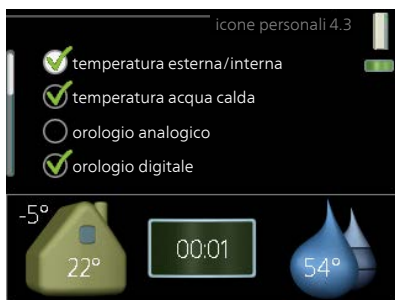 icone personali 4.3
temperatura esterna/interna
temperatura acqua calda
orologio analogico
orologio digitale
-5°
22°
00:01
54°